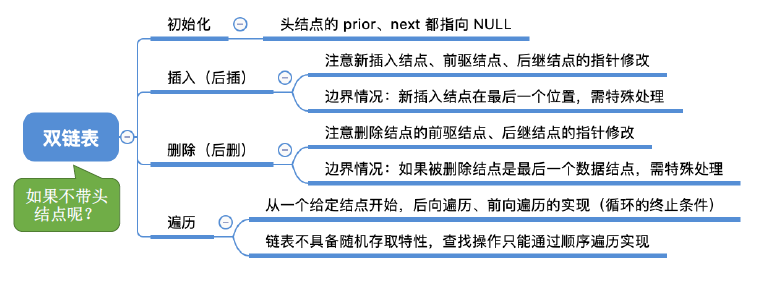 初始化
头结点的 prior、next 都指向 NULL
插入（后插）
注意新插入结点、前驱结点、后继结点的指针修改
边界情况：新插入结点在最后一个位置，需特殊处理
双链表
如果不带头
结点呢？
删除（后删）
注意删除结点的前驱结点、后继结点的指针修改
边界情况：如果被删除结点是最后一个数据结点，需特殊处理
遍历
从一个给定结点开始，后向遍历、前向遍历的实现（循环的终止条件）
链表不具备随机存取特性，查找操作只能通过顺序遍历实现